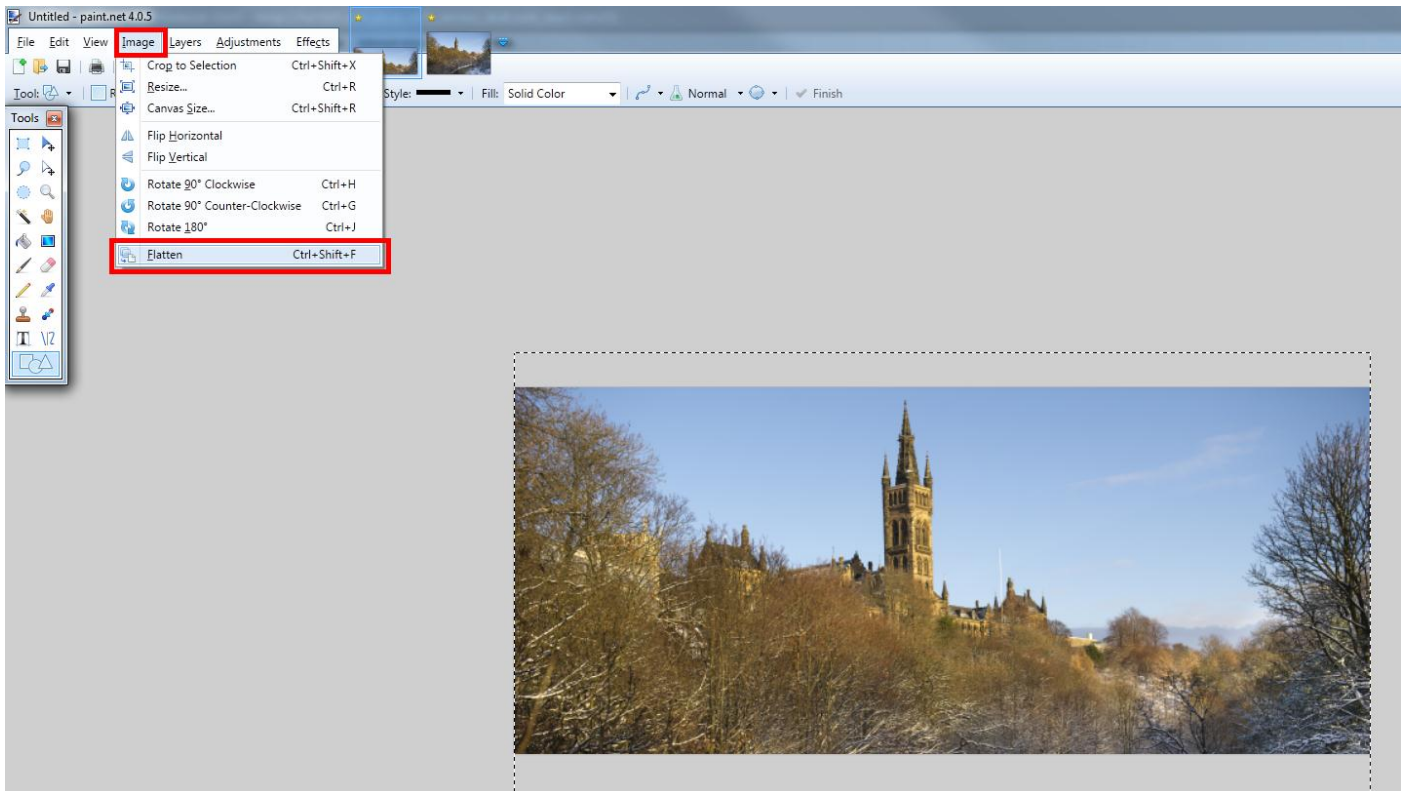 Untitled - paint.net 4.0.5
File Edit View Image Layers Adjustments Effects
Tool: Style: Fill: Solid Color Normal Finish
Crop to Selection Ctrl+Shift+X
Resize... Ctrl+R
Canvas Size... Ctrl+Shift+R
Flip Horizontal
Flip Vertical
Rotate 90° Clockwise Ctrl+H
Rotate 90° Counter-Clockwise Ctrl+G
Rotate 180° Ctrl+J
Flatten Ctrl+Shift+F
Tools